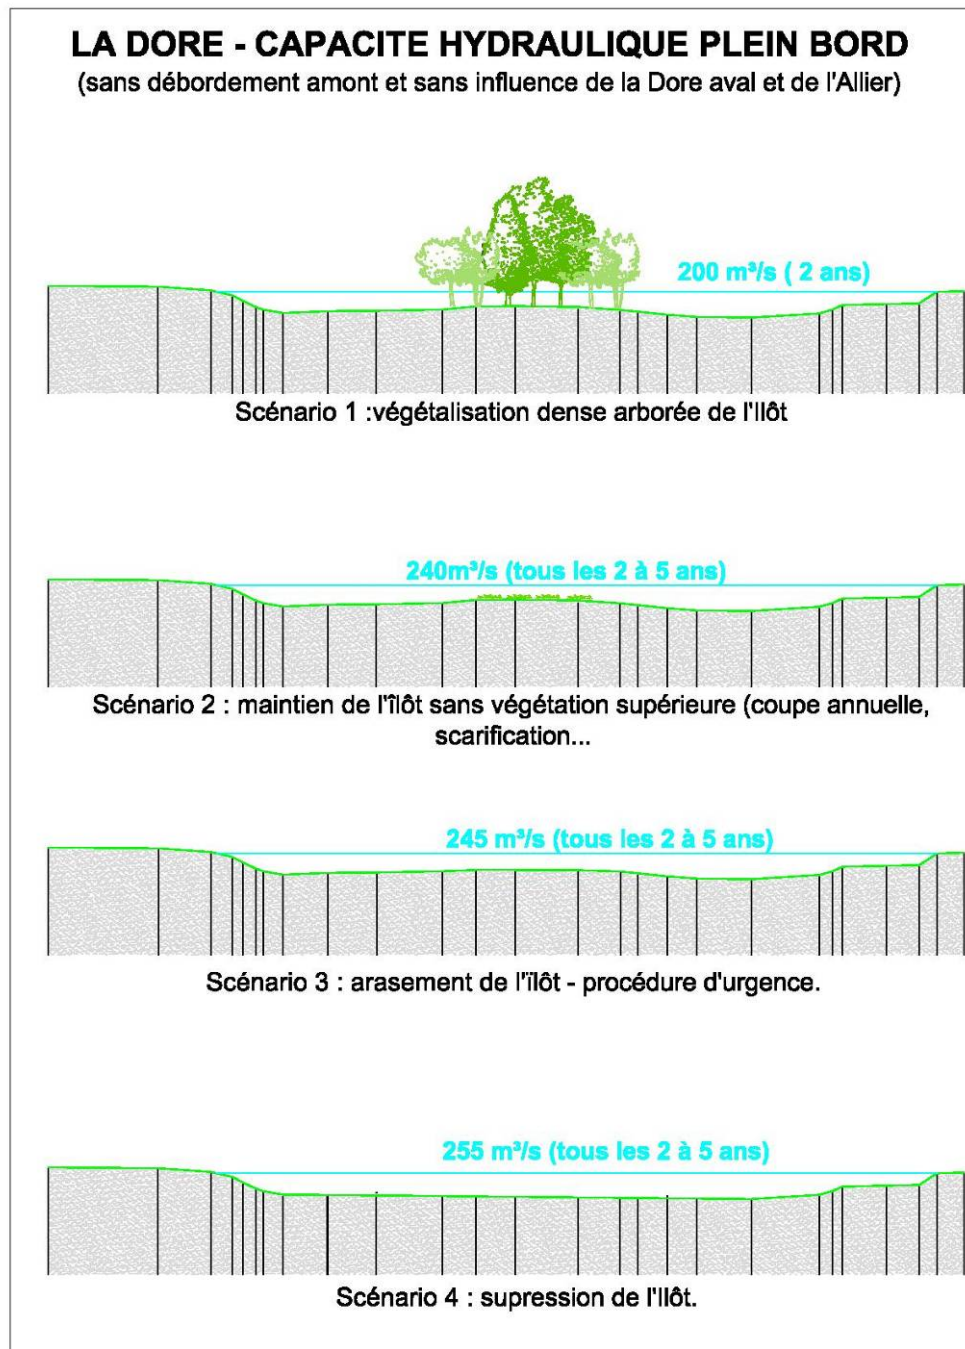 LA DORE - CAPACITE HYDRAULIQUE PLEIN BORD
(sans débordement amont et sans influence de la Dore aval et de l'Allier)
200 m³/s ( 2 ans)
Scénario 1 :végétalisation dense arborée de l'Ilôt
240m³/s (tous les 2 à 5 ans)
Scénario 2 : maintien de l'îlôt sans végétation supérieure (coupe annuelle,
scarification...
245 m³/s (tous les 2 à 5 ans)
Scénario 3 : arasement de l'ïlôt - procédure d'urgence.
255 m³/s (tous les 2 à 5 ans)
Scénario 4 : supression de l'Ilôt.